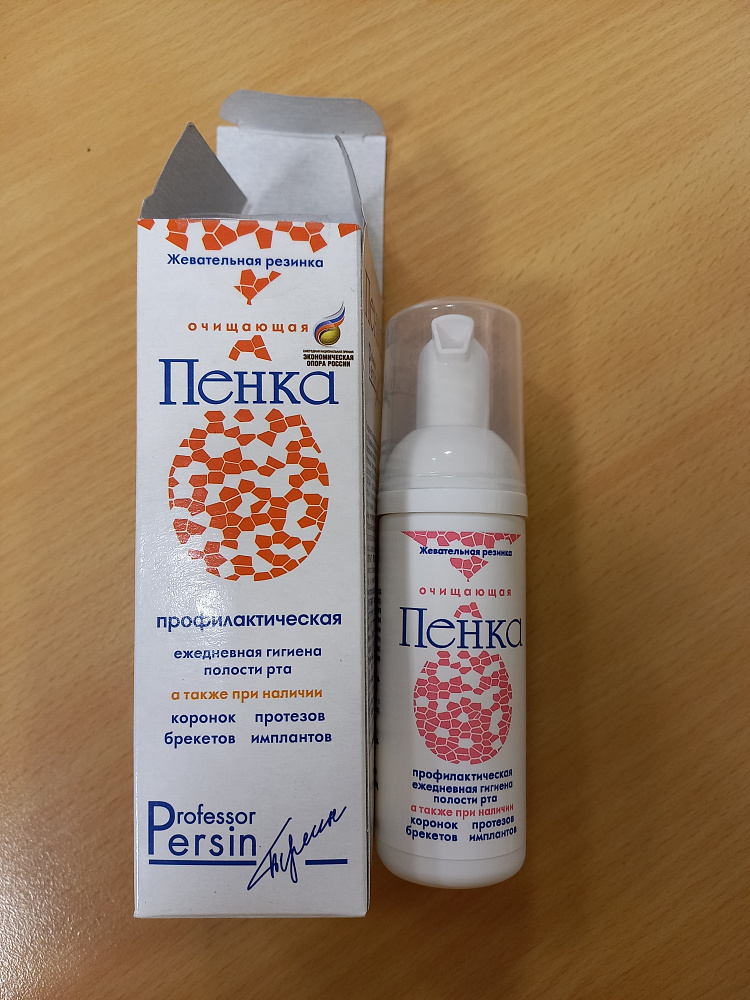 Жевательная резинка
очищающая
ЭКОНОМИЧЕСКАЯ
ОПОРА РОССИИ
Пенка
профилактическая
ежедневная гигиена
полости рта
а также при наличии
коронок протезов
брекетов имплантов
Professor
Persin
Жевательная резинка
очищающая
Пенка
профилактическая
ежедневная гигиена
полости рта
а также при наличии
коронок протезов
брекетов имплантов